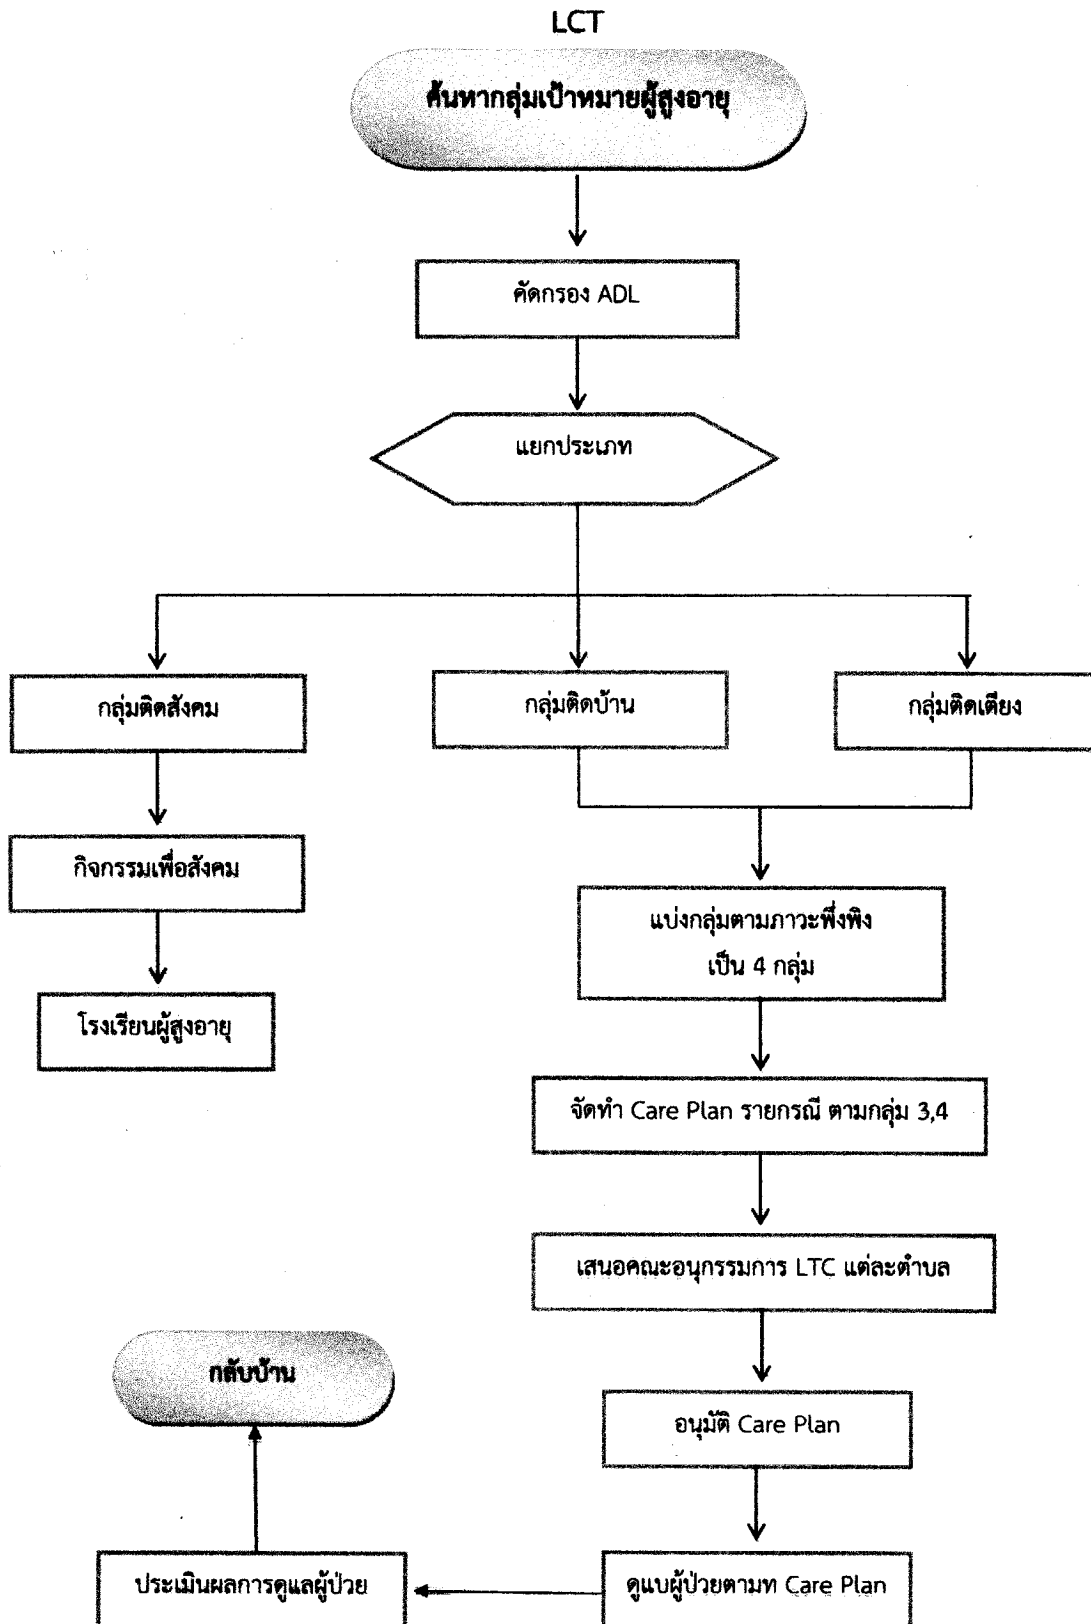 LCT
ค้นหากลุ่มเป้าหมายผู้สูงอายุ
คัดกรอง ADL
แยกประเภท
กลุ่มติดสังคม
กลุ่มติดบ้าน
กลุ่มติดเตียง
กิจกรรมเพื่อสังคม
แบ่งกลุ่มตามภาวะพึ่งพิง
เป็น 4 กลุ่ม
โรงเรียนผู้สูงอายุ
จัดทำ Care Plan รายกรณี ตามกลุ่ม 3,4
เสนอคณะอนุกรรมการ LTC แต่ละตำบล
กลับบ้าน
อนุมัติ Care Plan
ประเมินผลการดูแลผู้ป่วย
ดูแบผู้ป่วยตามท Care Plan